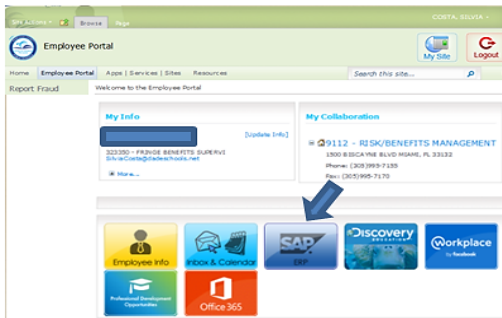 Site Actions
Browse
Page
COSTA, SILVIA
Employee Portal
My Site
Logout
Home
Employee Portal
Apps | Services | Sites
Resources
Search this site...
Report Fraud
Welcome to the Employee Portal
My Info
[Update Info]
323350 - FRINGE BENEFITS SUPERVI
SilviaCosta@dadeschools.net
More...
My Collaboration
9112 - RISK/BENEFITS MANAGEMENT
1500 BISCAYNE BLVD MIAMI, FL 33132
Phone: (305)995-7135
Fax: (305)995-7170
Employee Info
Inbox & Calendar
SAP
ERP
Discovery
EDUCATION
Workplace
by facebook
Professional Development
Opportunities
Office 365